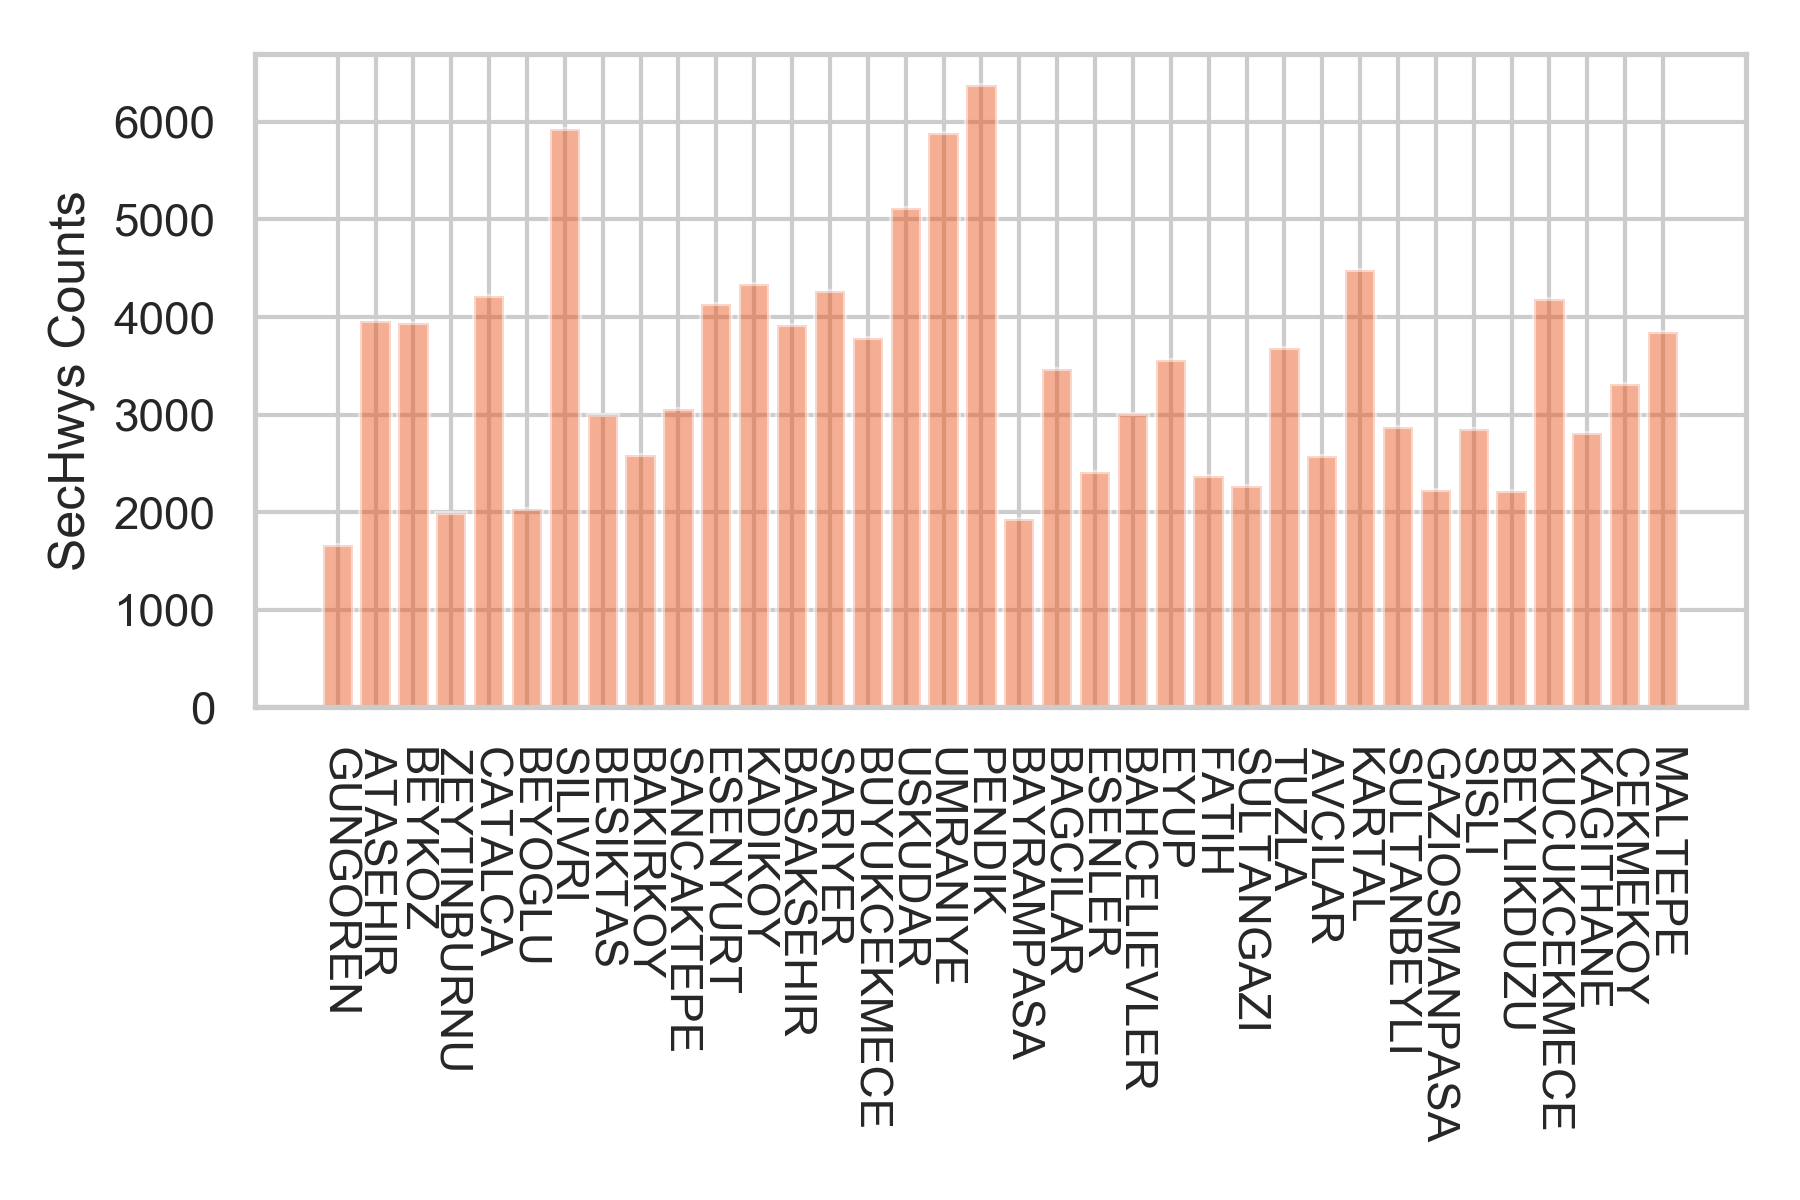 SecHwys Counts
6000
5000
4000
3000
2000
1000
0
GUNGOREN
ATASEHIR
BEYKOZ
ZEYTINBURNU
CATALCA
BEYOGLU
SILIVRI
BESIKTAS
BAKIRKOY
SANCAKTEPE
ESENYURT
KADIKOY
BASAKSEHIR
SARIYER
BUYUKCEKMECE
USKUDAR
UMRANIYE
PENDIK
BAYRAMPASA
BAGCILAR
ESENLER
BAHCELIEVLER
EYUP
FATIH
SULTANGAZI
TUZLA
AVCILAR
KARTAL
SULTANBEYLI
GAZIOSMANPASA
SISLI
BEYLIKDUZU
KUCUKCEKMECE
KAGITHANE
CEKMEKOY
MALTEPE